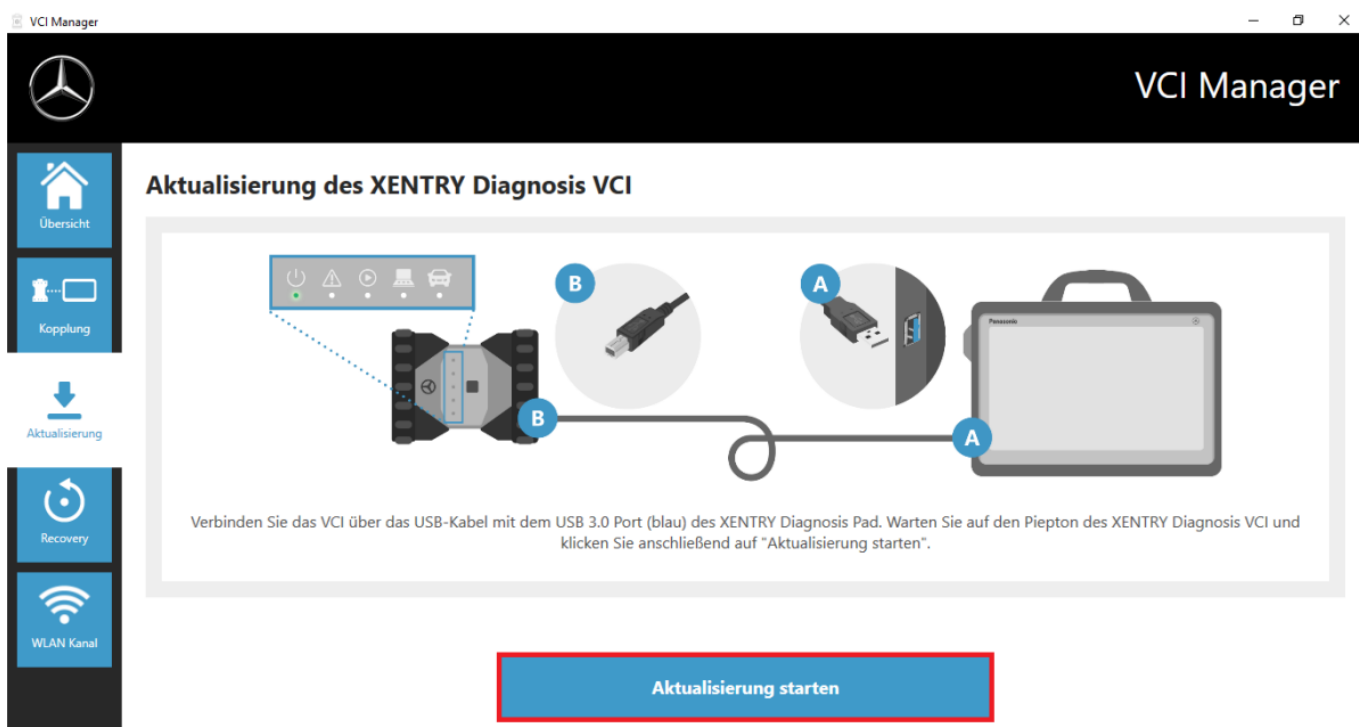 VCI Manager
VCI Manager
Übersicht
Kopplung
Aktualisierung
Recovery
WLAN Kanal
Aktualisierung des XENTRY Diagnosis VCI
B
A
Panasonic
B
A
Verbinden Sie das VCI über das USB-Kabel mit dem USB 3.0 Port (blau) des XENTRY Diagnosis Pad. Warten Sie auf den Piepton des XENTRY Diagnosis VCI und
klicken Sie anschließend auf "Aktualisierung starten".
Aktualisierung starten